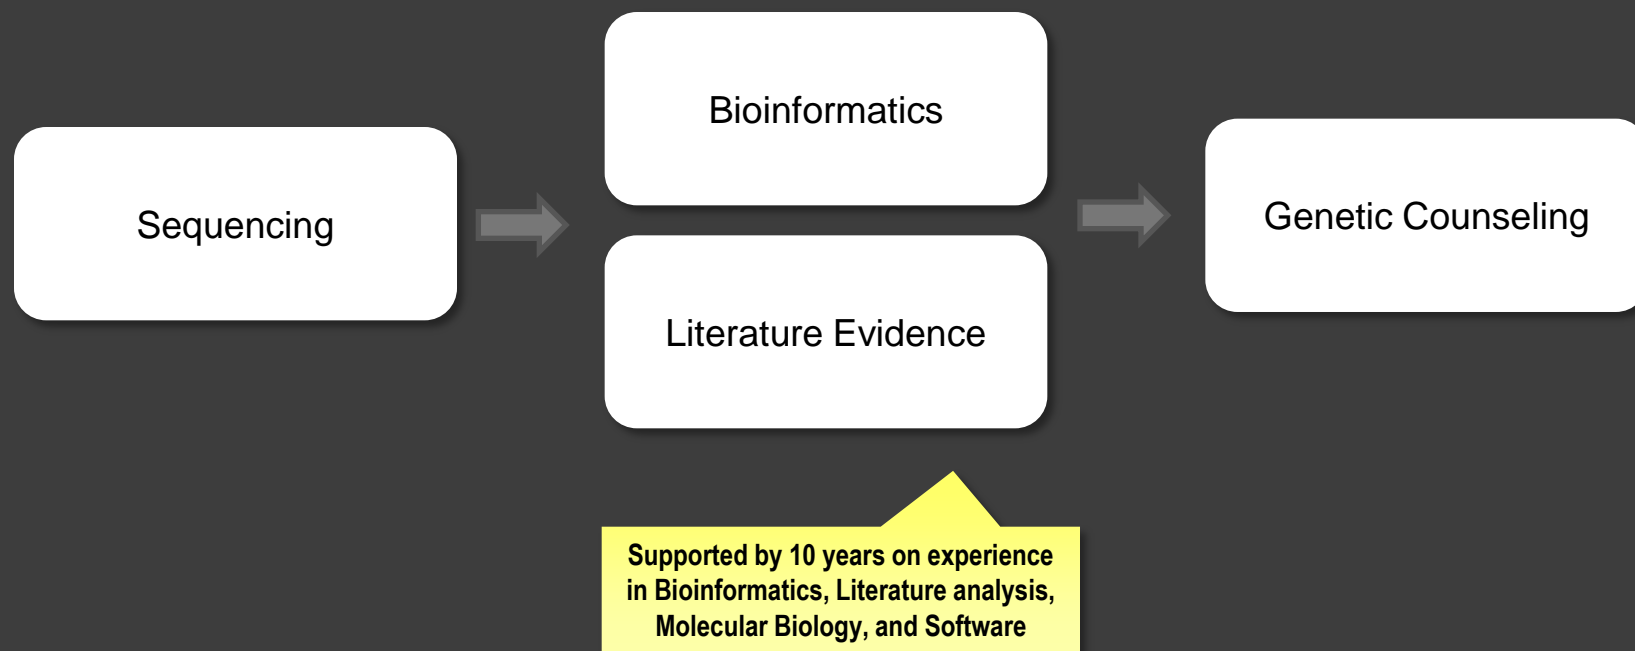 Bioinformatics
Sequencing
Genetic Counseling
Literature Evidence
Supported by 10 years on experience
in Bioinformatics, Literature analysis,
Molecular Biology, and Software